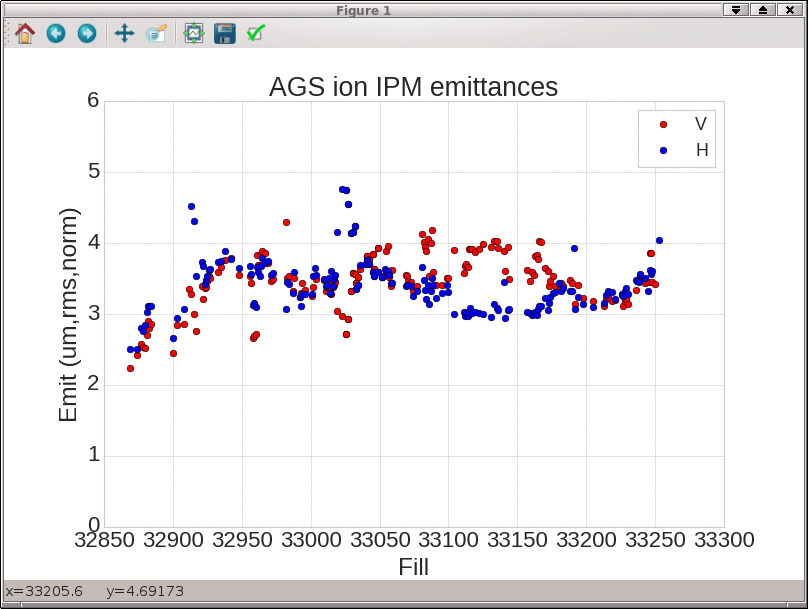 Figure 1
AGS ion IPM emittances
6
5
4
3
2
1
0
Emit (um,rms,norm)
V
H
32850 32900 32950 33000 33050 33100 33150 33200 33250 33300
Fill
x=33205.6 y=4.69173